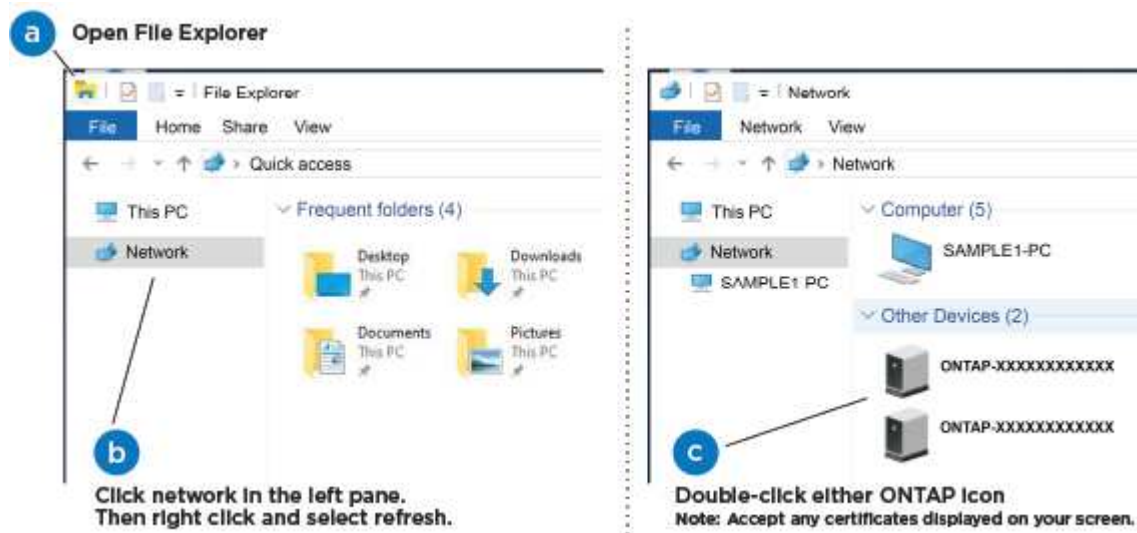 a Open File Explorer
File Explorer
File Home Share View
Quick access
This PC
Network
Frequent folders (4)
Desktop
This PC
Downloads
This PC
Documents
This PC
Pictures
This PC
b
Click network in the left pane.
Then right click and select refresh.
Network
File Network View
Network
This PC
Network
SAMPLE1 PC
Computer (5)
SAMPLE1-PC
Other Devices (2)
ONTAP-XXXXXXXXXXXX
ONTAP-XXXXXXXXXXXX
c
Double-click either ONTAP icon
Note: Accept any certificates displayed on your screen.